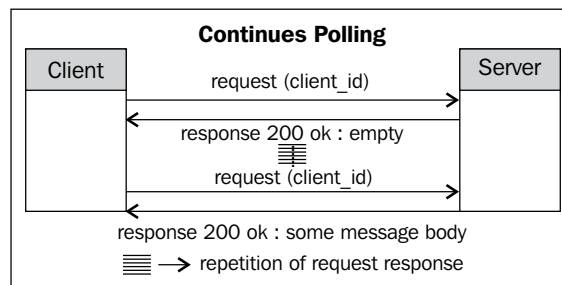 Continues Polling
Client
Server
request (client_id)
response 200 ok : empty
request (client_id)
response 200 ok : some message body
repetition of request response